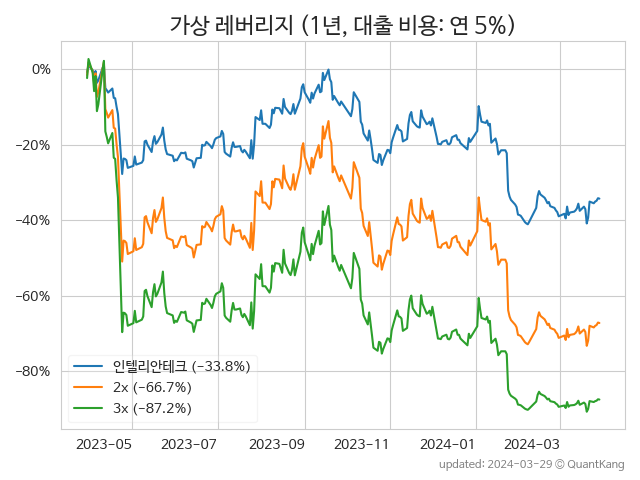 가상 레버리지 (1년, 대출 비용: 연 5%)
0%
−20%
−40%
−60%
−80%
인텔리안테크 (−33.8%)
2x (−66.7%)
3x (−87.2%)
2023-05 2023-07 2023-09 2023-11 2024-01 2024-03
updated: 2024-03-29 © QuantKang